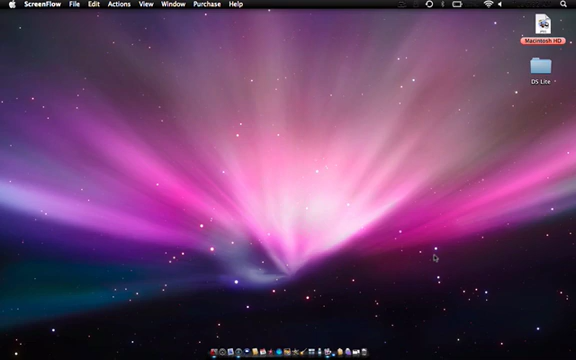 ScreenFlow File Edit Actions View Window Purchase Help
Macintosh HD
DS Lite